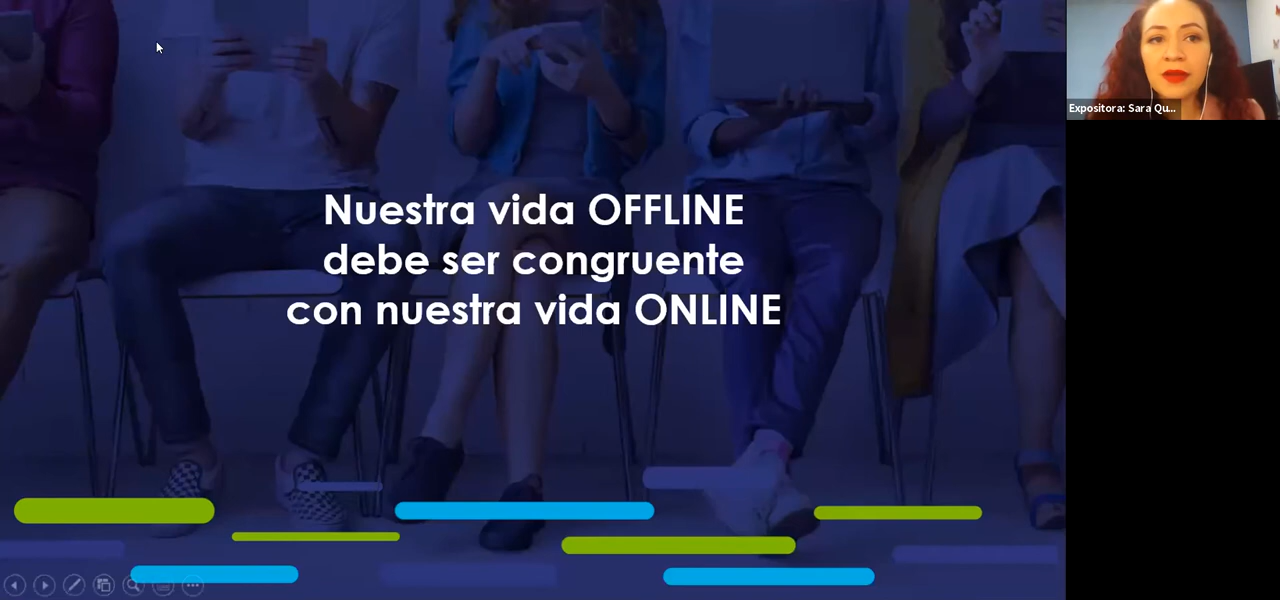 Nuestra vida OFFLINE
debe ser congruente
con nuestra vida ONLINE
Expositora: Sara Qu...